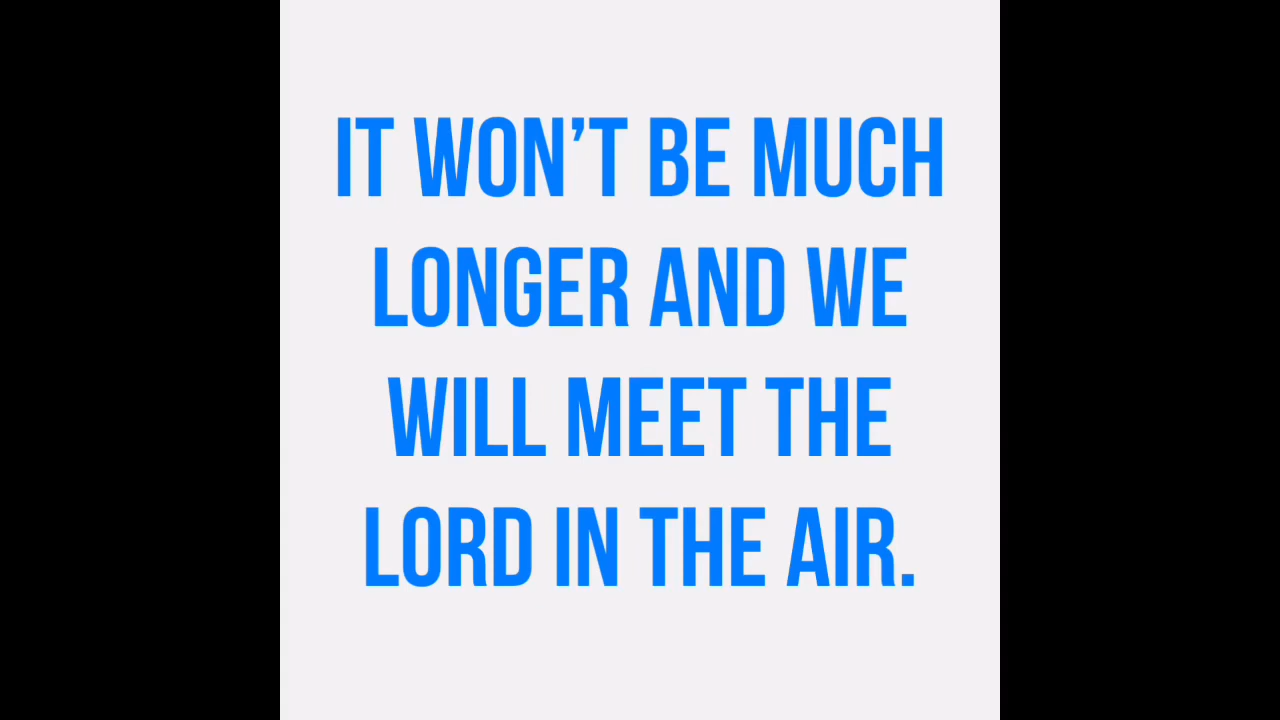 IT WON’T BE MUCH
LONGER AND WE
WILL MEET THE
LORD IN THE AIR.